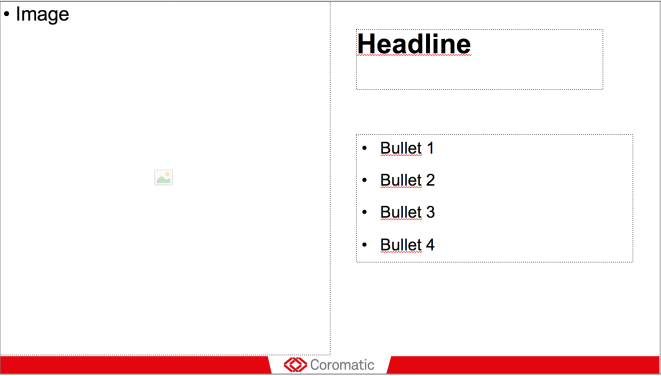 • Image
Headline
• Bullet 1
• Bullet 2
• Bullet 3
• Bullet 4
Coromatic